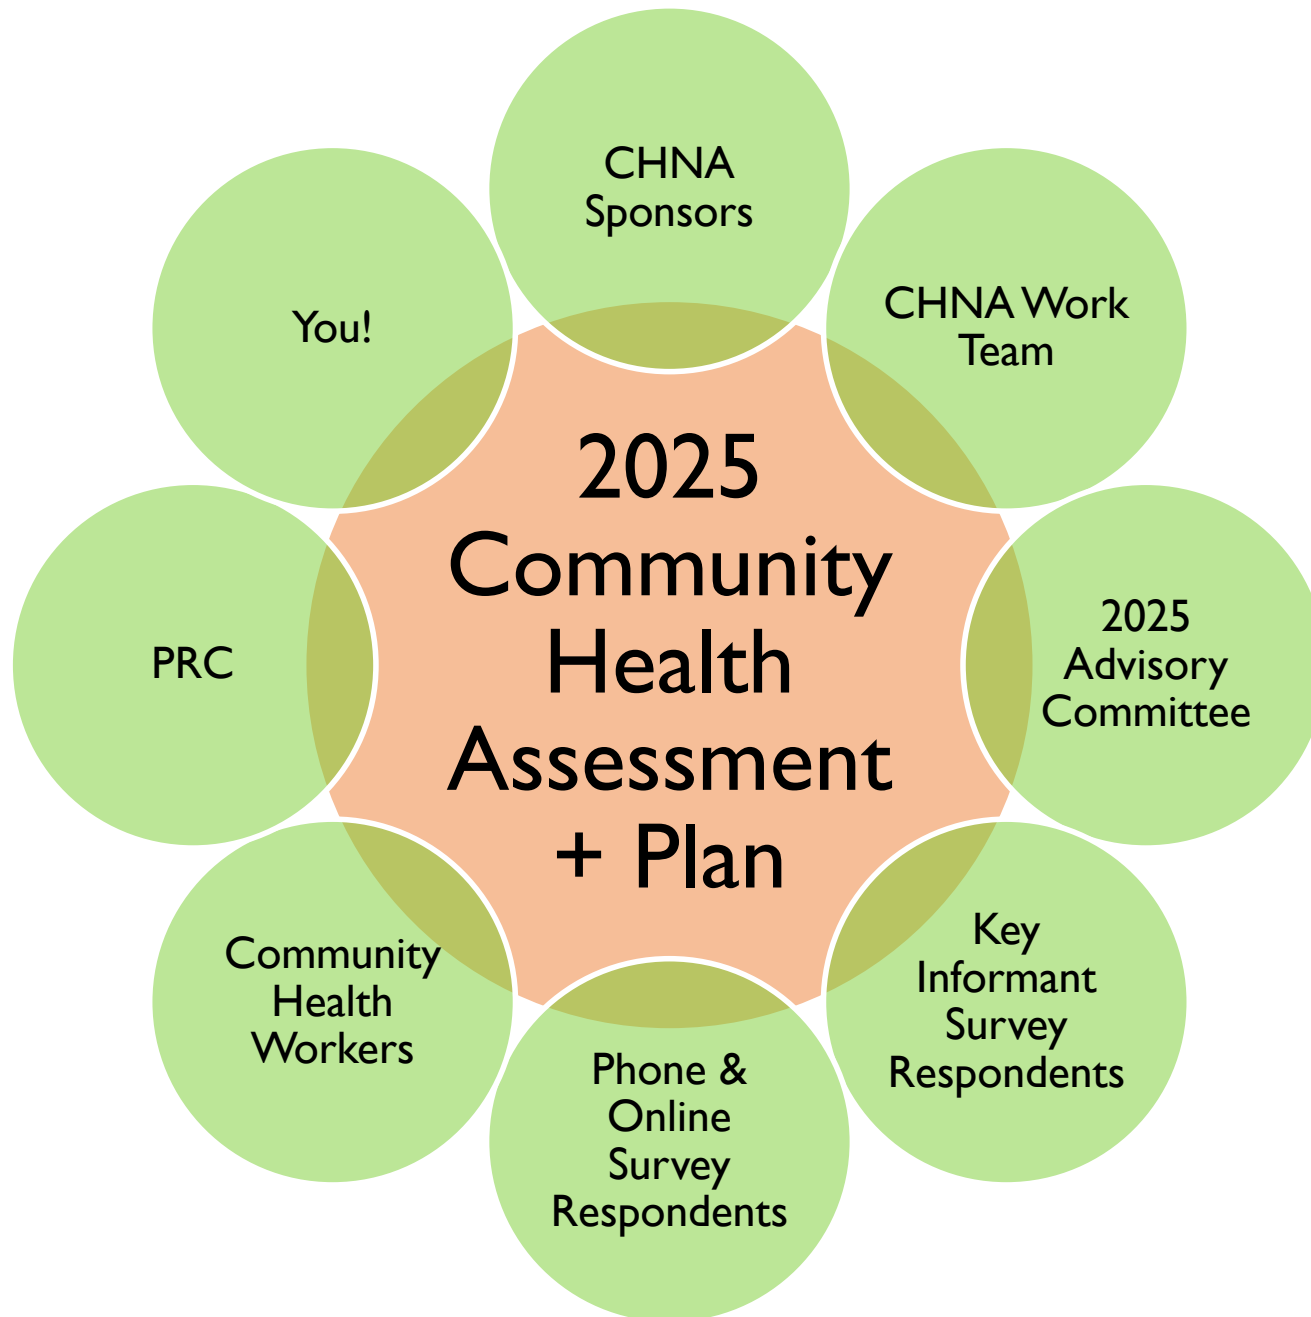 CHNA
Sponsors
CHNA Work
Team
2025
Advisory
Committee
Key
Informant
Survey
Respondents
Phone &
Online
Survey
Respondents
Community
Health
Workers
PRC
You!
2025
Community
Health
Assessment
+ Plan